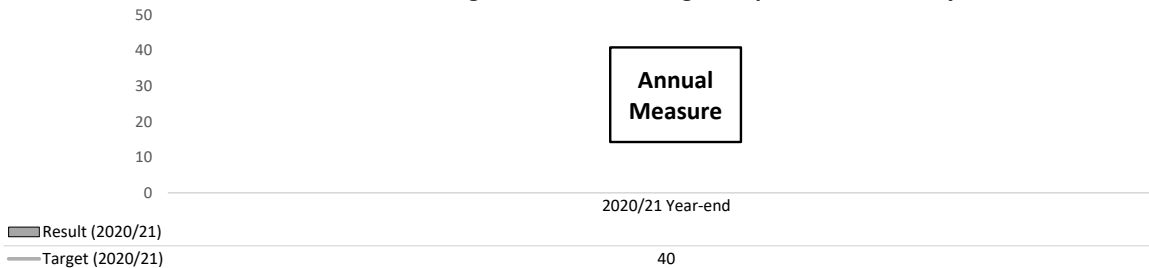 50
40
30
20
10
0
Annual
Measure
2020/21 Year-end
Result (2020/21)
Target (2020/21) 40